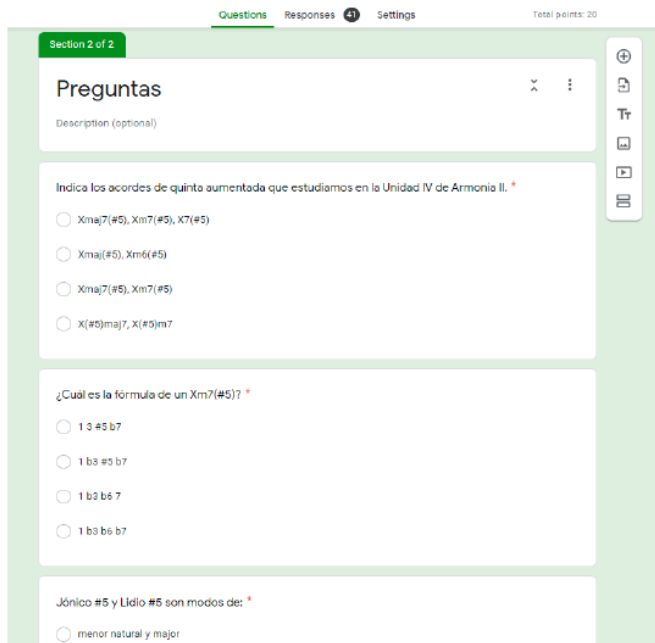 Questions Responses 41 Settings Total points: 20
Section 2 of 2
Preguntas
Description (optional)
Indica los acordes de quinta aumentada que estudiamos en la Unidad IV de Armonia II. *
Xmaj7(#5), Xm7(#5), X7(#5)
Xmaj(#5), Xm6(#5)
Xmaj7(#5), Xm7(#5)
X(#5)maj7, X(#5)m7
¿Cuál es la fórmula de un Xm7(#5)? *
1 3 #5 b7
1 b3 #5 b7
1 b3 b6 7
1 b3 b6 b7
Jónico #5 y Lidio #5 son modos de: *
menor natural y major
Tт